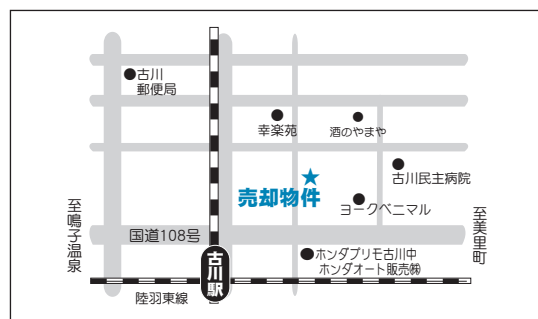 古川
郵便局
幸楽苑
酒のやまや
古川民主病院
売却物件
ヨークベニマル
至鳴子温泉
至美里町
国道108号
古川駅
ホンダプリモ古川中
ホンダオート販売㈱
陸羽東線